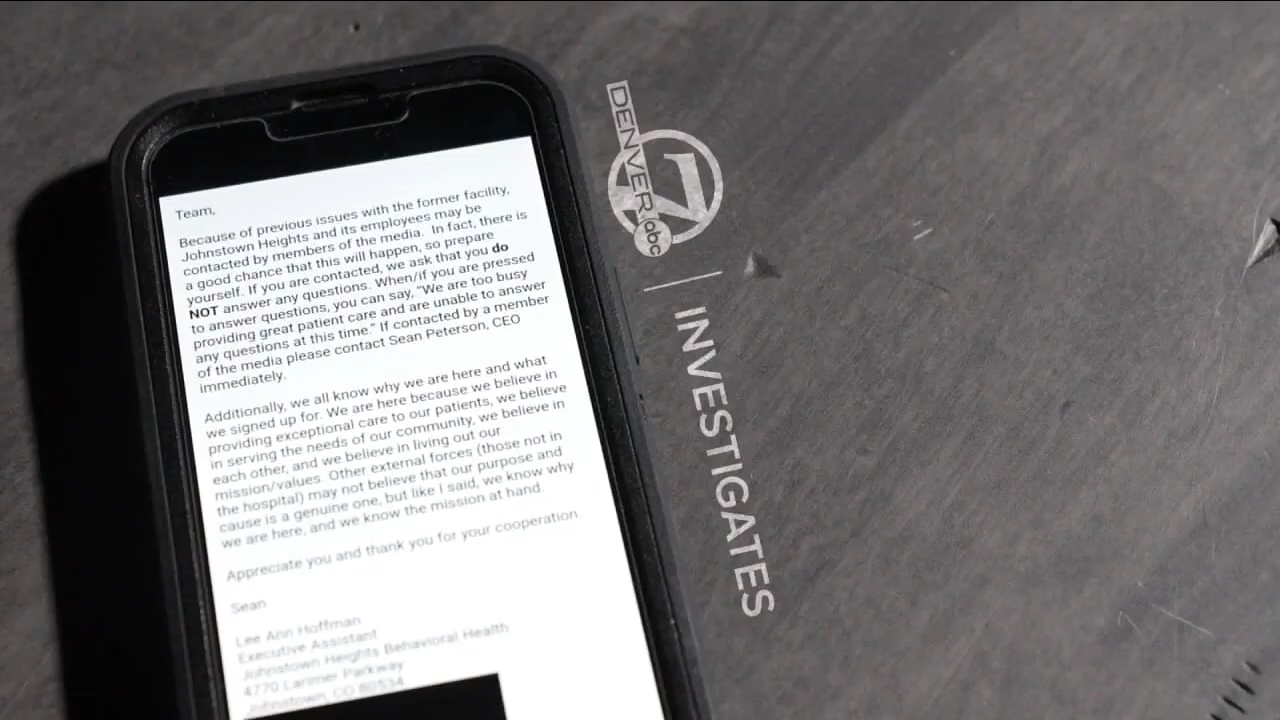 Team,
Because of previous issues with the former facility,
Johnstown Heights and its employees may be
contacted by members of the media. In fact, there is
a good chance that this will happen, so prepare
yourself. If you are contacted, we ask that you do
NOT answer any questions. When/if you are pressed
to answer questions, you can say, "We are too busy
providing great patient care and are unable to answer
any questions at this time." If contacted by a member
of the media please contact Sean Peterson, CEO
immediately.
Additionally, we all know why we are here and what
we signed up for. We are here because we believe in
providing exceptional care to our patients, we believe
in serving the needs of our community, we believe in
each other, and we believe in living out our
mission/values. Other external forces (those not in
the hospital) may not believe that our purpose and
cause is a genuine one, but like I said, we know why
we are here, and we know the mission at hand.
Appreciate you and thank you for your cooperation.
Sean
Lee Ann Hoffman
Executive Assistant
Johnstown Heights Behavioral Health
4770 Larimer Parkway
Johnstown, CO 80534
DENVER 7 abc
INVESTIGATES